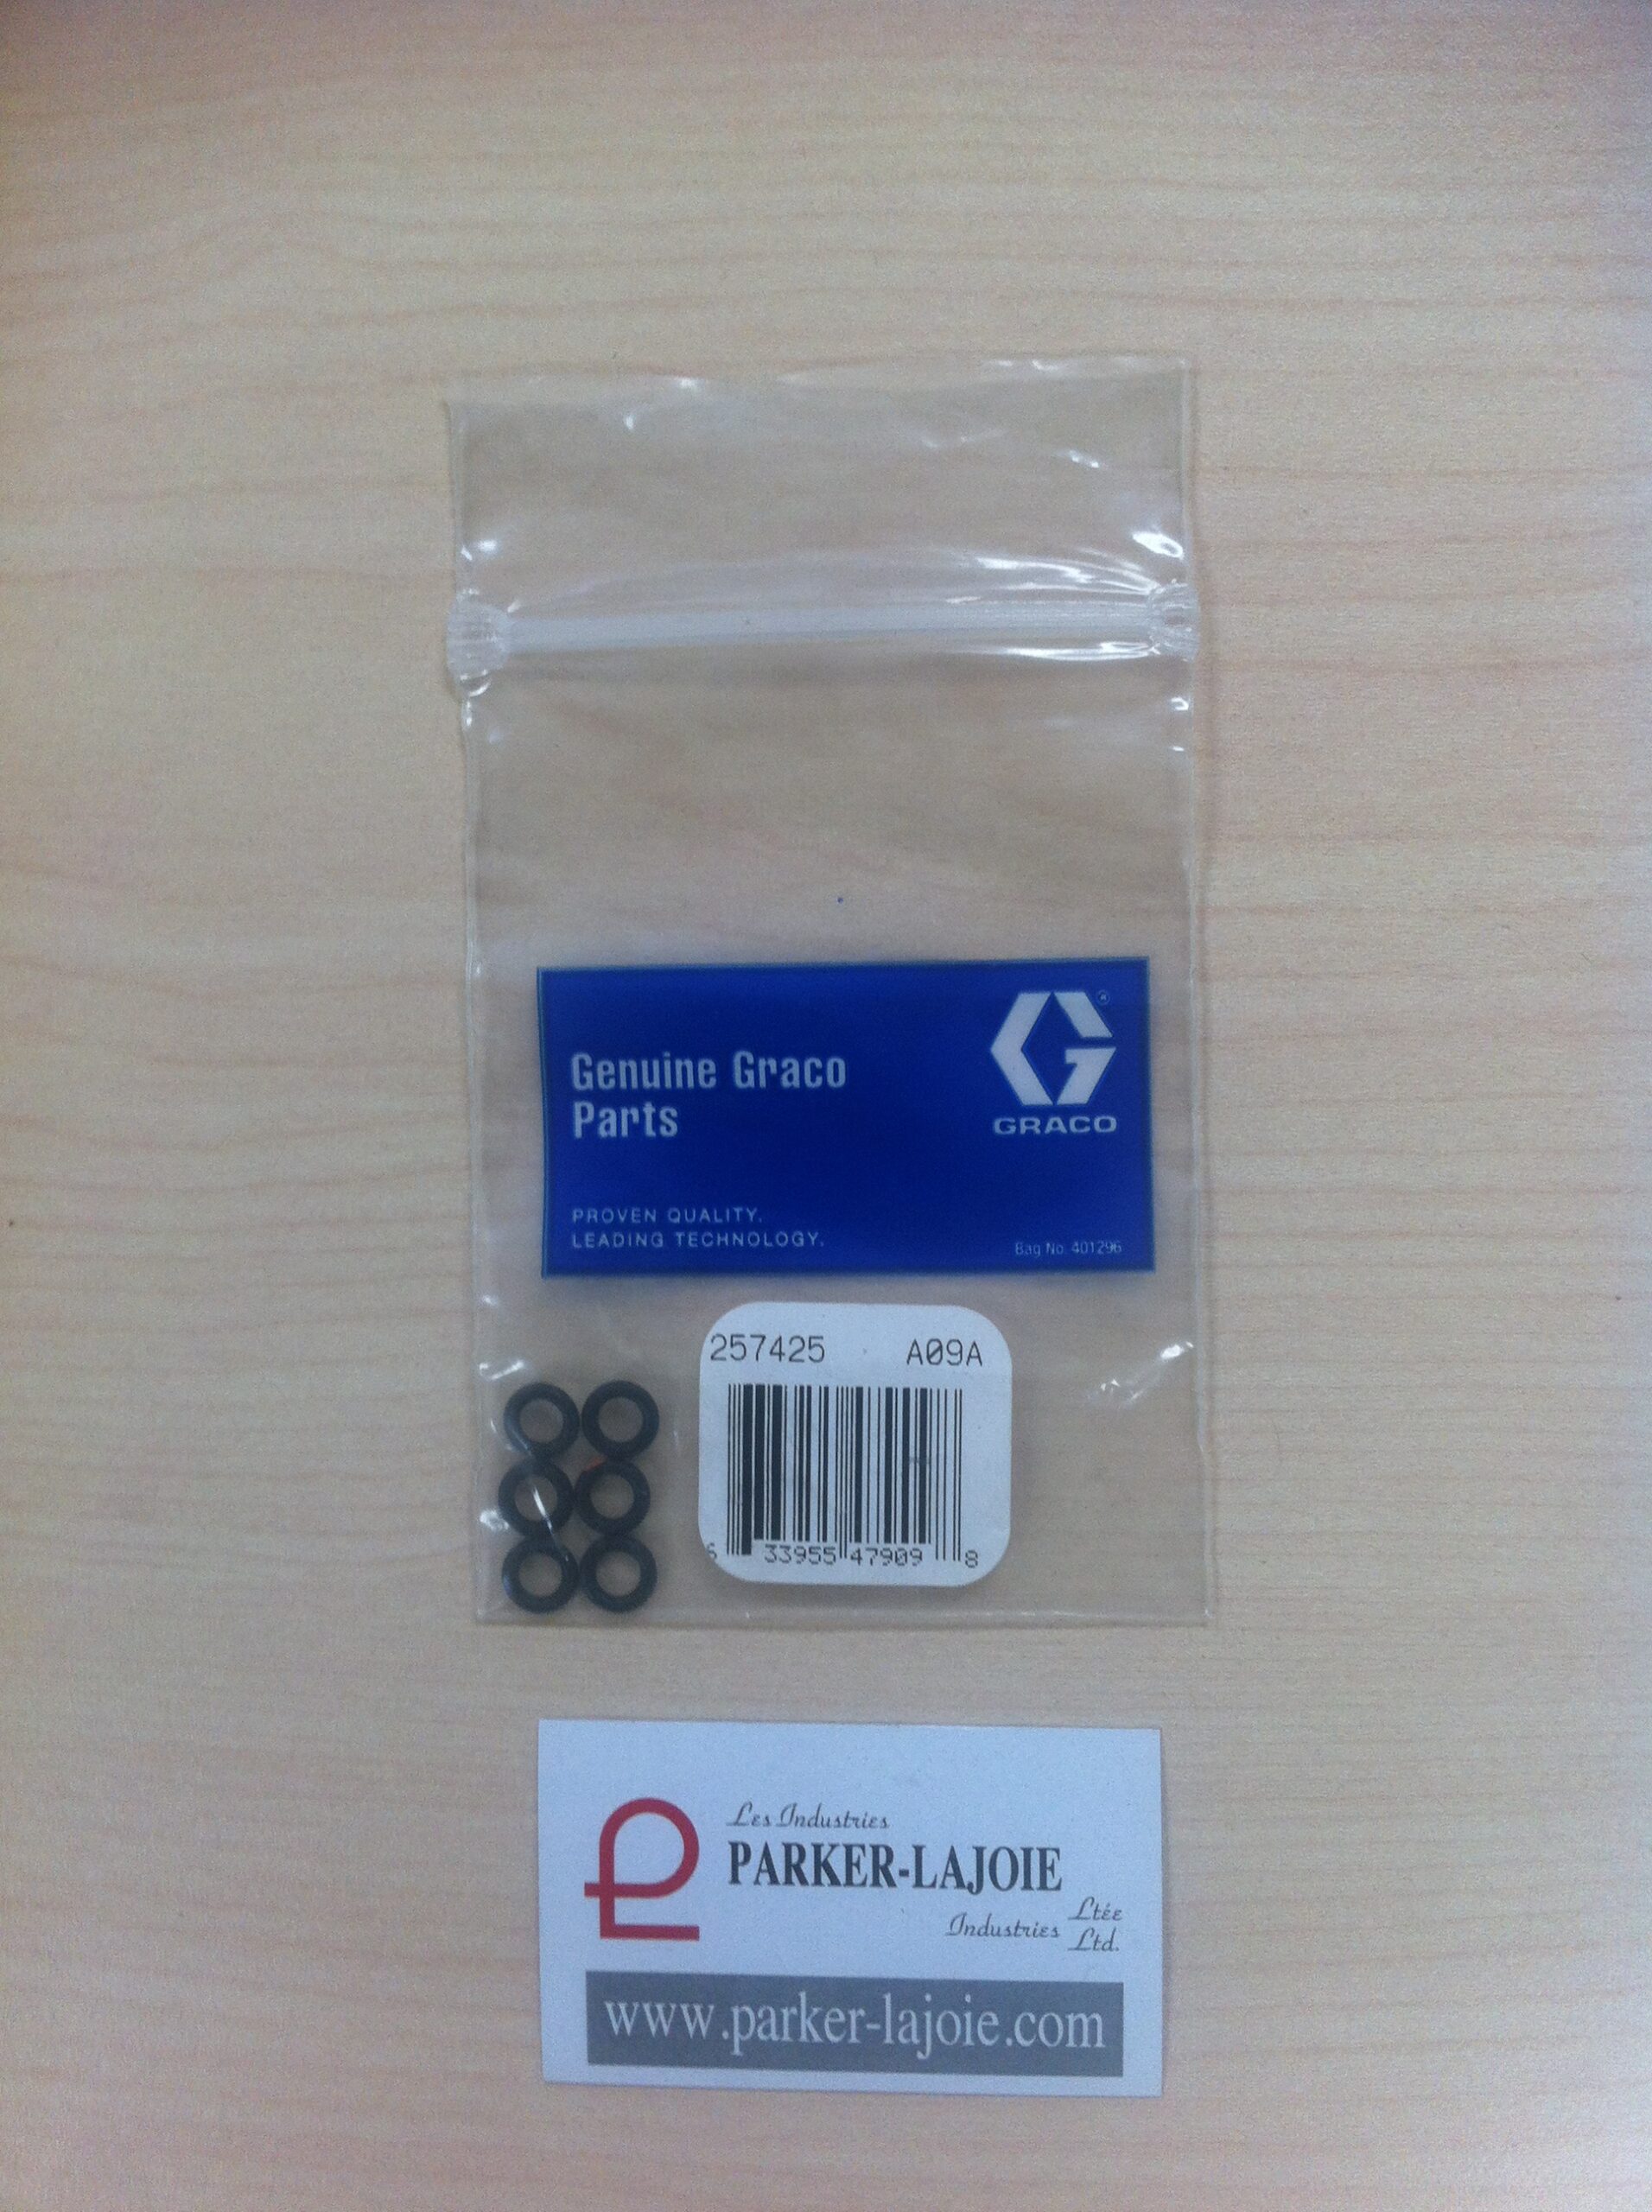 Genuine Graco
Parts
®
GRACO
PROVEN QUALITY.
LEADING TECHNOLOGY.
Bag No. 401296
257425 A09A
6 33955 47909 8
Les Industries
PARKER-LAJOIE
Industries Ltée
Ltd.
www.parker-lajoie.com